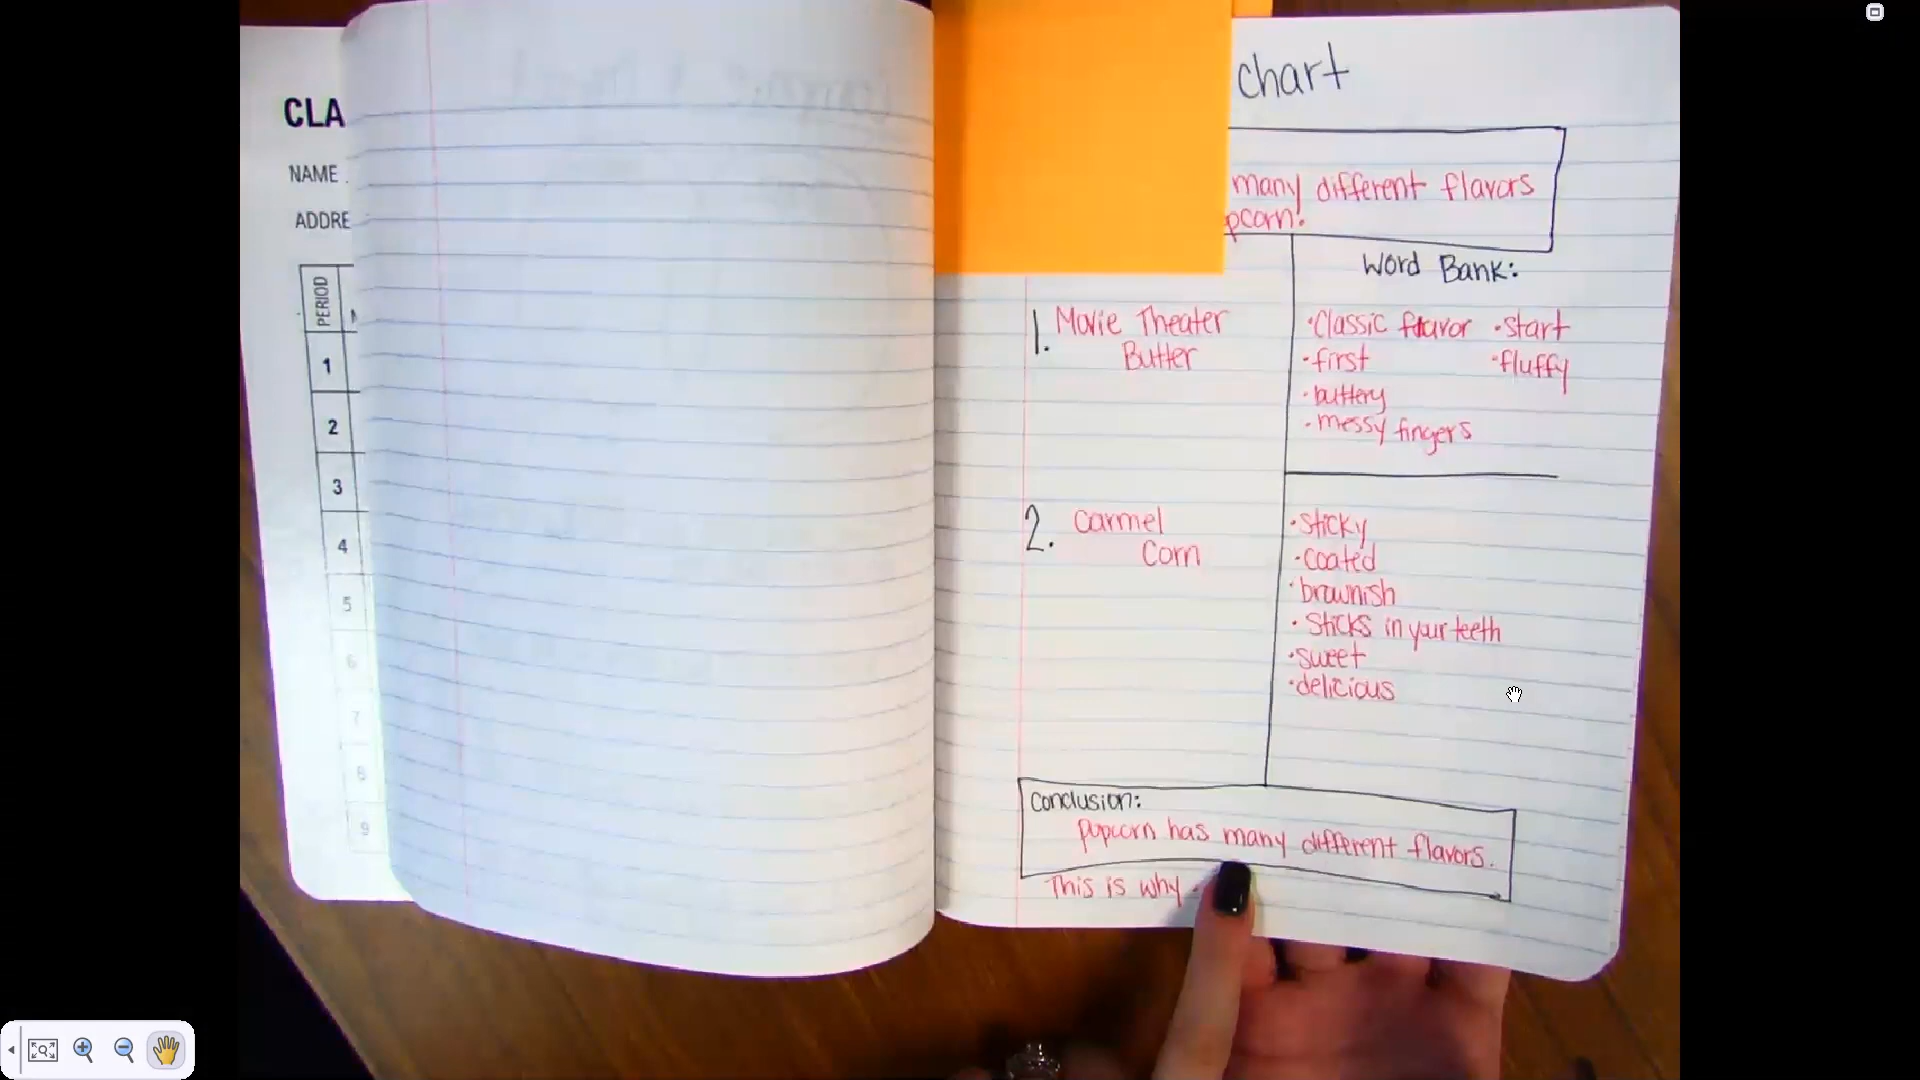 CLA
NAME
ADDRE
PERIOD
1
2
3
4
5
6
7
8
9
chart
many different flavors
pcorn.
Word Bank:
1. Movie Theater
Butter
• Classic flavor • start
• first • fluffy
• buttery
• messy fingers
2. Carmel
Corn
• sticky
• coated
• brownish
• Sticks in your teeth
• sweet
• delicious
Conclusion:
popcorn has many different flavors.
This is why